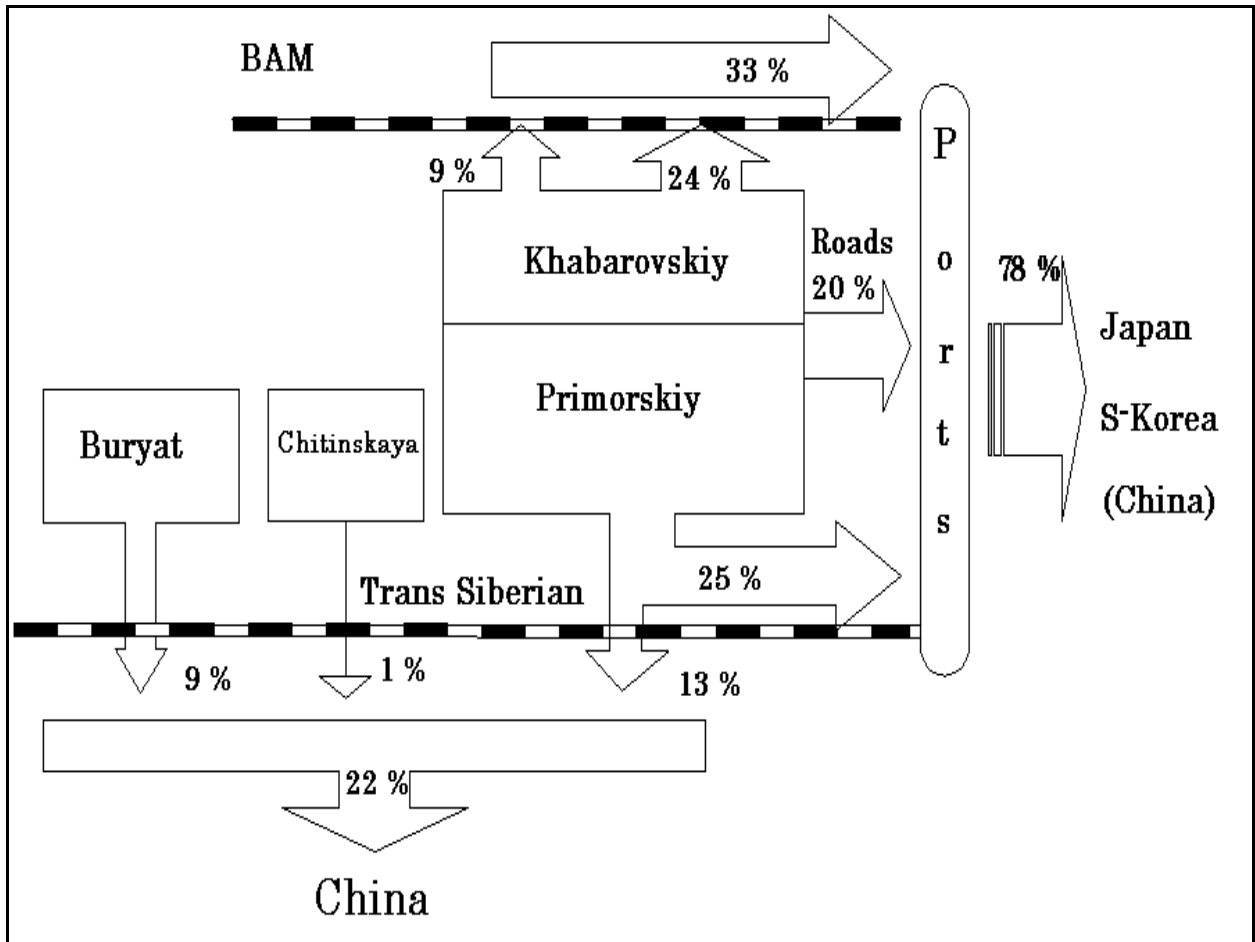 BAM
33 %
9 %
24 %
Khabarovskiy
Roads
20 %
Ports
78 %
Japan
S-Korea
(China)
Primorskiy
Buryat
Chitinskaya
25 %
Trans Siberian
9 %
1 %
13 %
22 %
China